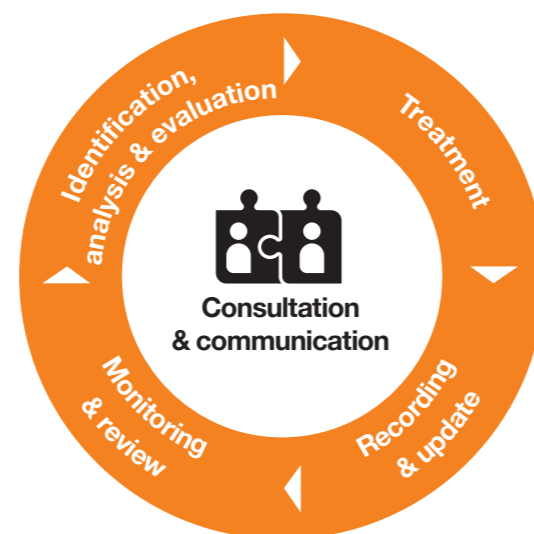 Identification,
analysis & evaluation
Treatment
Recording
& update
Monitoring
& review
Consultation
& communication